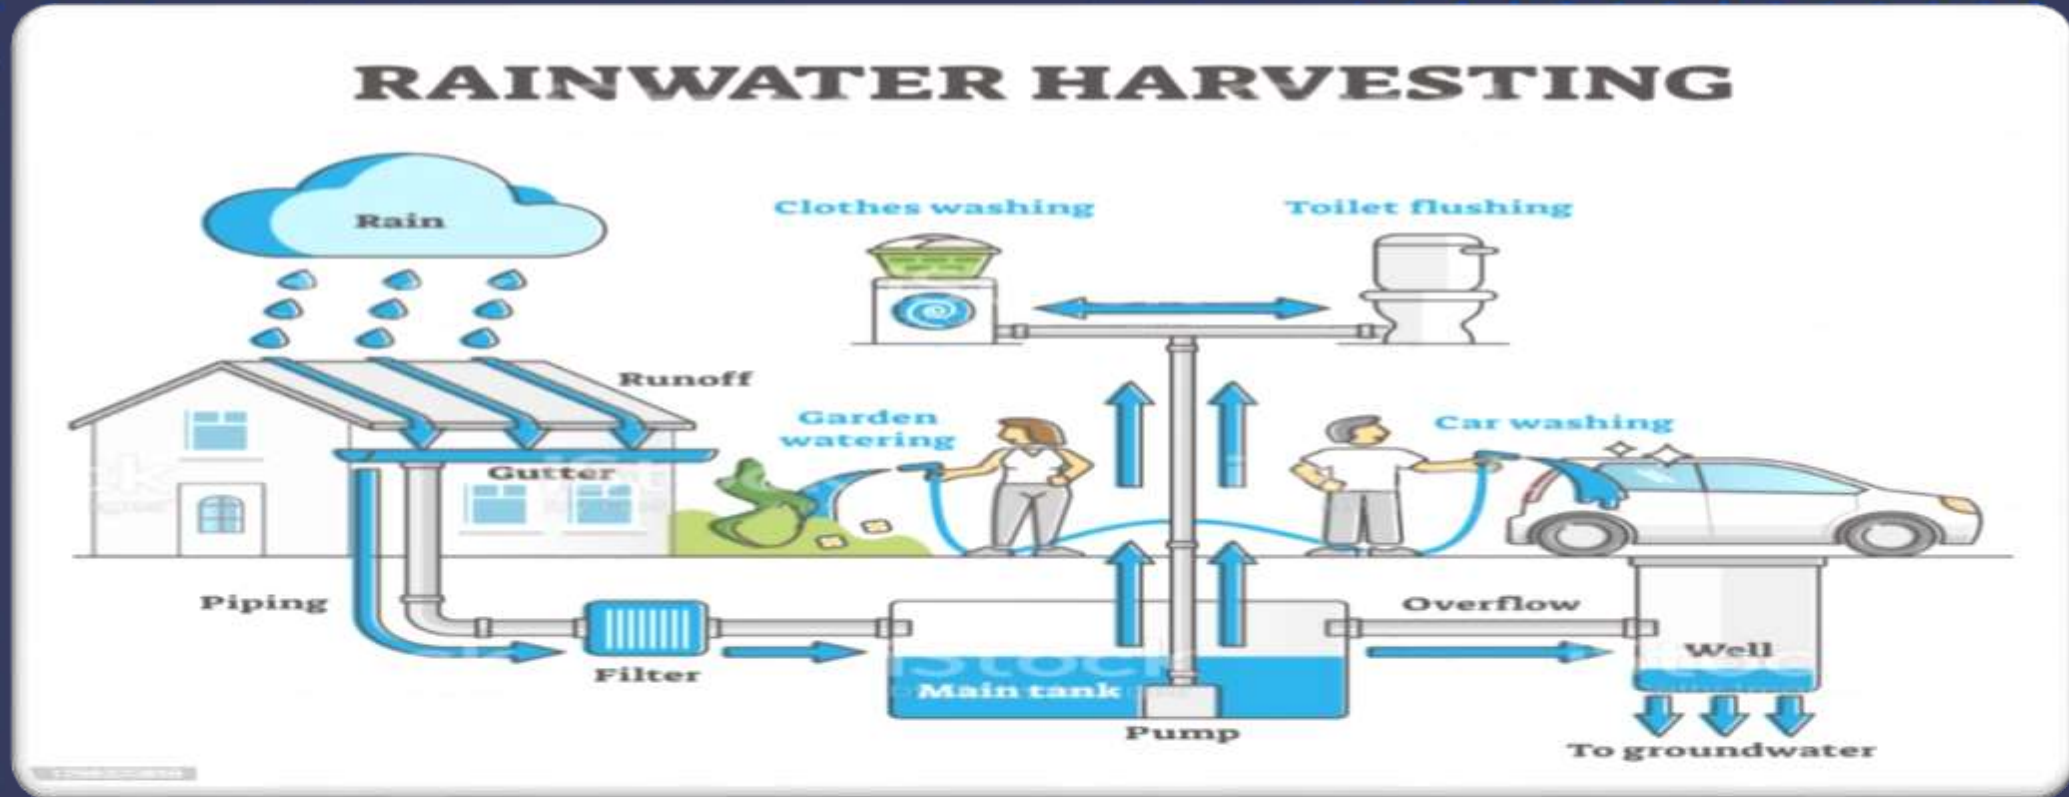 RAINWATER HARVESTING
Rain
Clothes washing
Toilet flushing
Runoff
Garden
watering
Car washing
Gutter
Piping
Filter
Main tank
Pump
Overflow
Well
To groundwater
iStock